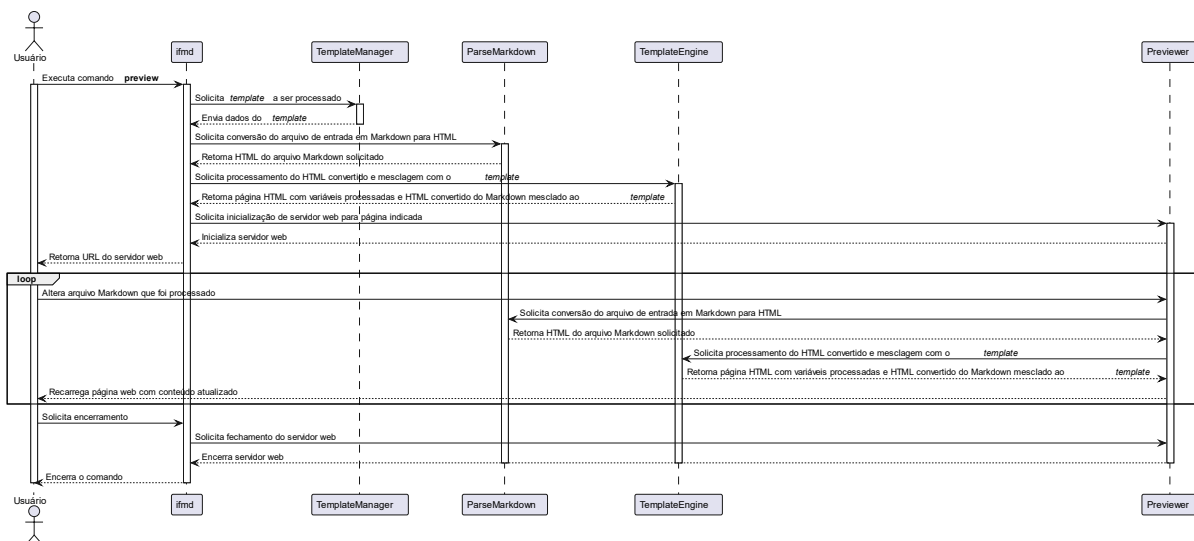 Usuário
ifmd
TemplateManager
ParseMarkdown
TemplateEngine
Previewer
Executa comando preview
Solicita template a ser processado
Envia dados do template
Solicita conversão do arquivo de entrada em Markdown para HTML
Retorna HTML do arquivo Markdown solicitado
Solicita processamento do HTML convertido e mesclagem com o template
Retorna página HTML com variáveis processadas e HTML convertido do Markdown mesclado ao template
Solicita inicialização de servidor web para página indicada
Inicializa servidor web
Retorna URL do servidor web
loop
Altera arquivo Markdown que foi processado
Solicita conversão do arquivo de entrada em Markdown para HTML
Retorna HTML do arquivo Markdown solicitado
Solicita processamento do HTML convertido e mesclagem com o template
Retorna página HTML com variáveis processadas e HTML convertido do Markdown mesclado ao template
Recarrega página web com conteúdo atualizado
Solicita encerramento
Solicita fechamento do servidor web
Encerra servidor web
Encerra o comando
Usuário
ifmd
TemplateManager
ParseMarkdown
TemplateEngine
Previewer